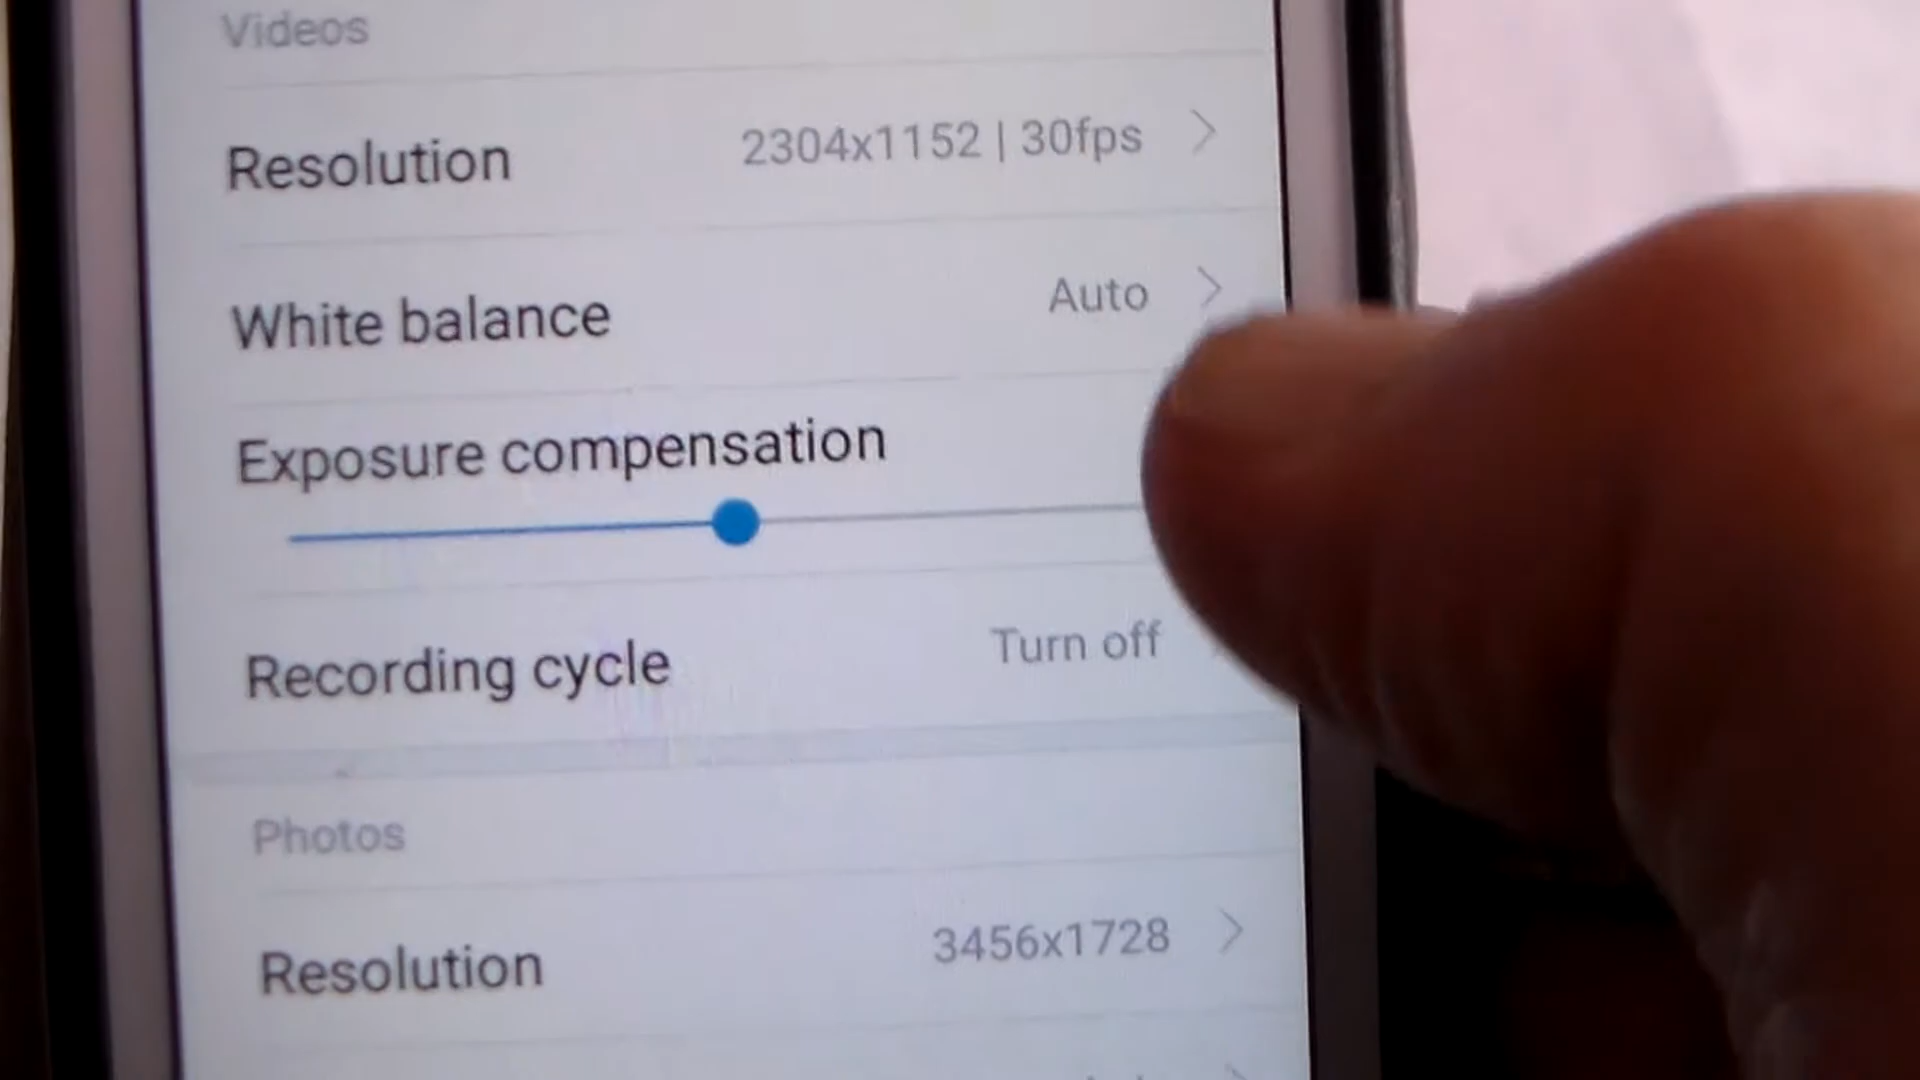 Videos
Resolution 2304x1152 | 30fps
White balance Auto
Exposure compensation
Recording cycle Turn off
Photos
Resolution 3456x1728